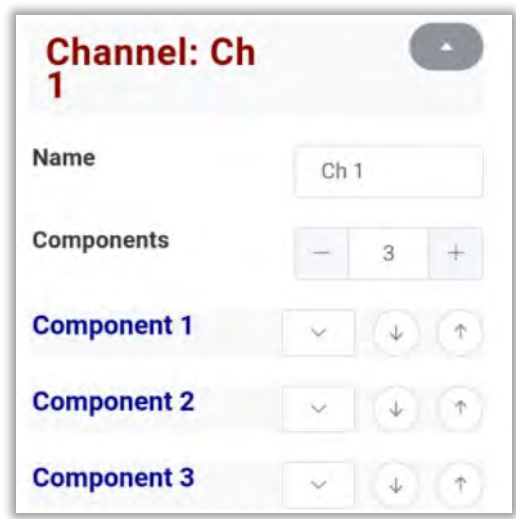 Channel: Ch
1
Name
Ch 1
Components
3
Component 1
Component 2
Component 3